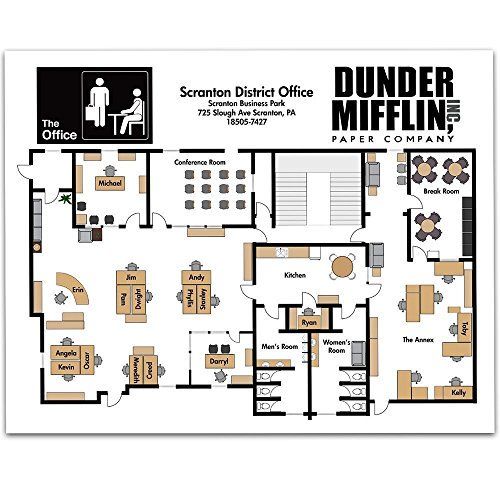 The
Office
Scranton District Office
Scranton Business Park
725 Slough Ave Scranton, PA
18505-7427
DUNDER
MIFFLIN, INC
PAPER COMPANY
Michael
Conference Room
Break Room
Erin
Jim
Pam
Dwight
Andy
Phyllis
Stanley
Kitchen
Ryan
Men's Room
Women's
Room
The Annex
Toby
Kelly
Angela
Kevin
Oscar
Meredith
Creed
Darryl